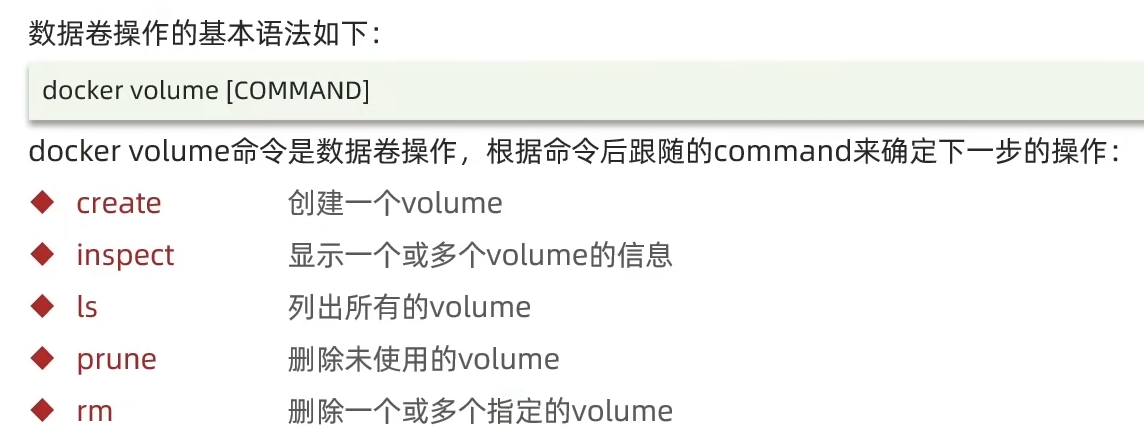 数据卷操作的基本语法如下：
docker volume [COMMAND]
docker volume命令是数据卷操作，根据命令后跟随的command来确定下一步的操作：
create 创建一个volume
inspect 显示一个或多个volume的信息
ls 列出所有的volume
prune 删除未使用的volume
rm 删除一个或多个指定的volume